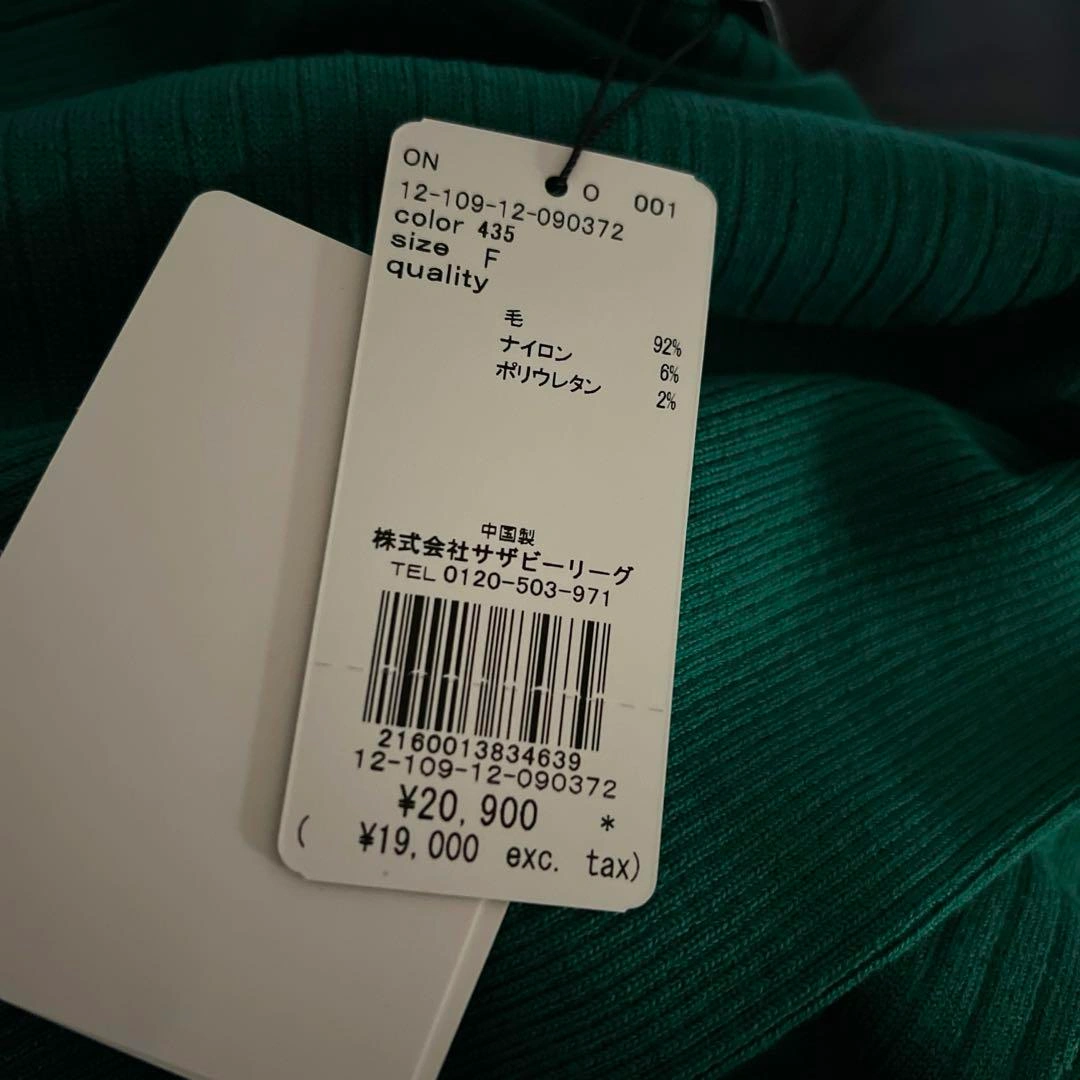 ON
O 001
12-109-12-090372
color 435
size F
quality
毛 92%
ナイロン 6%
ポリウレタン 2%
中国製
株式会社サザビーリーグ
TEL 0120-503-971
2160013834639
12-109-12-090372
¥20,900 *
( ¥19,000 exc. tax)